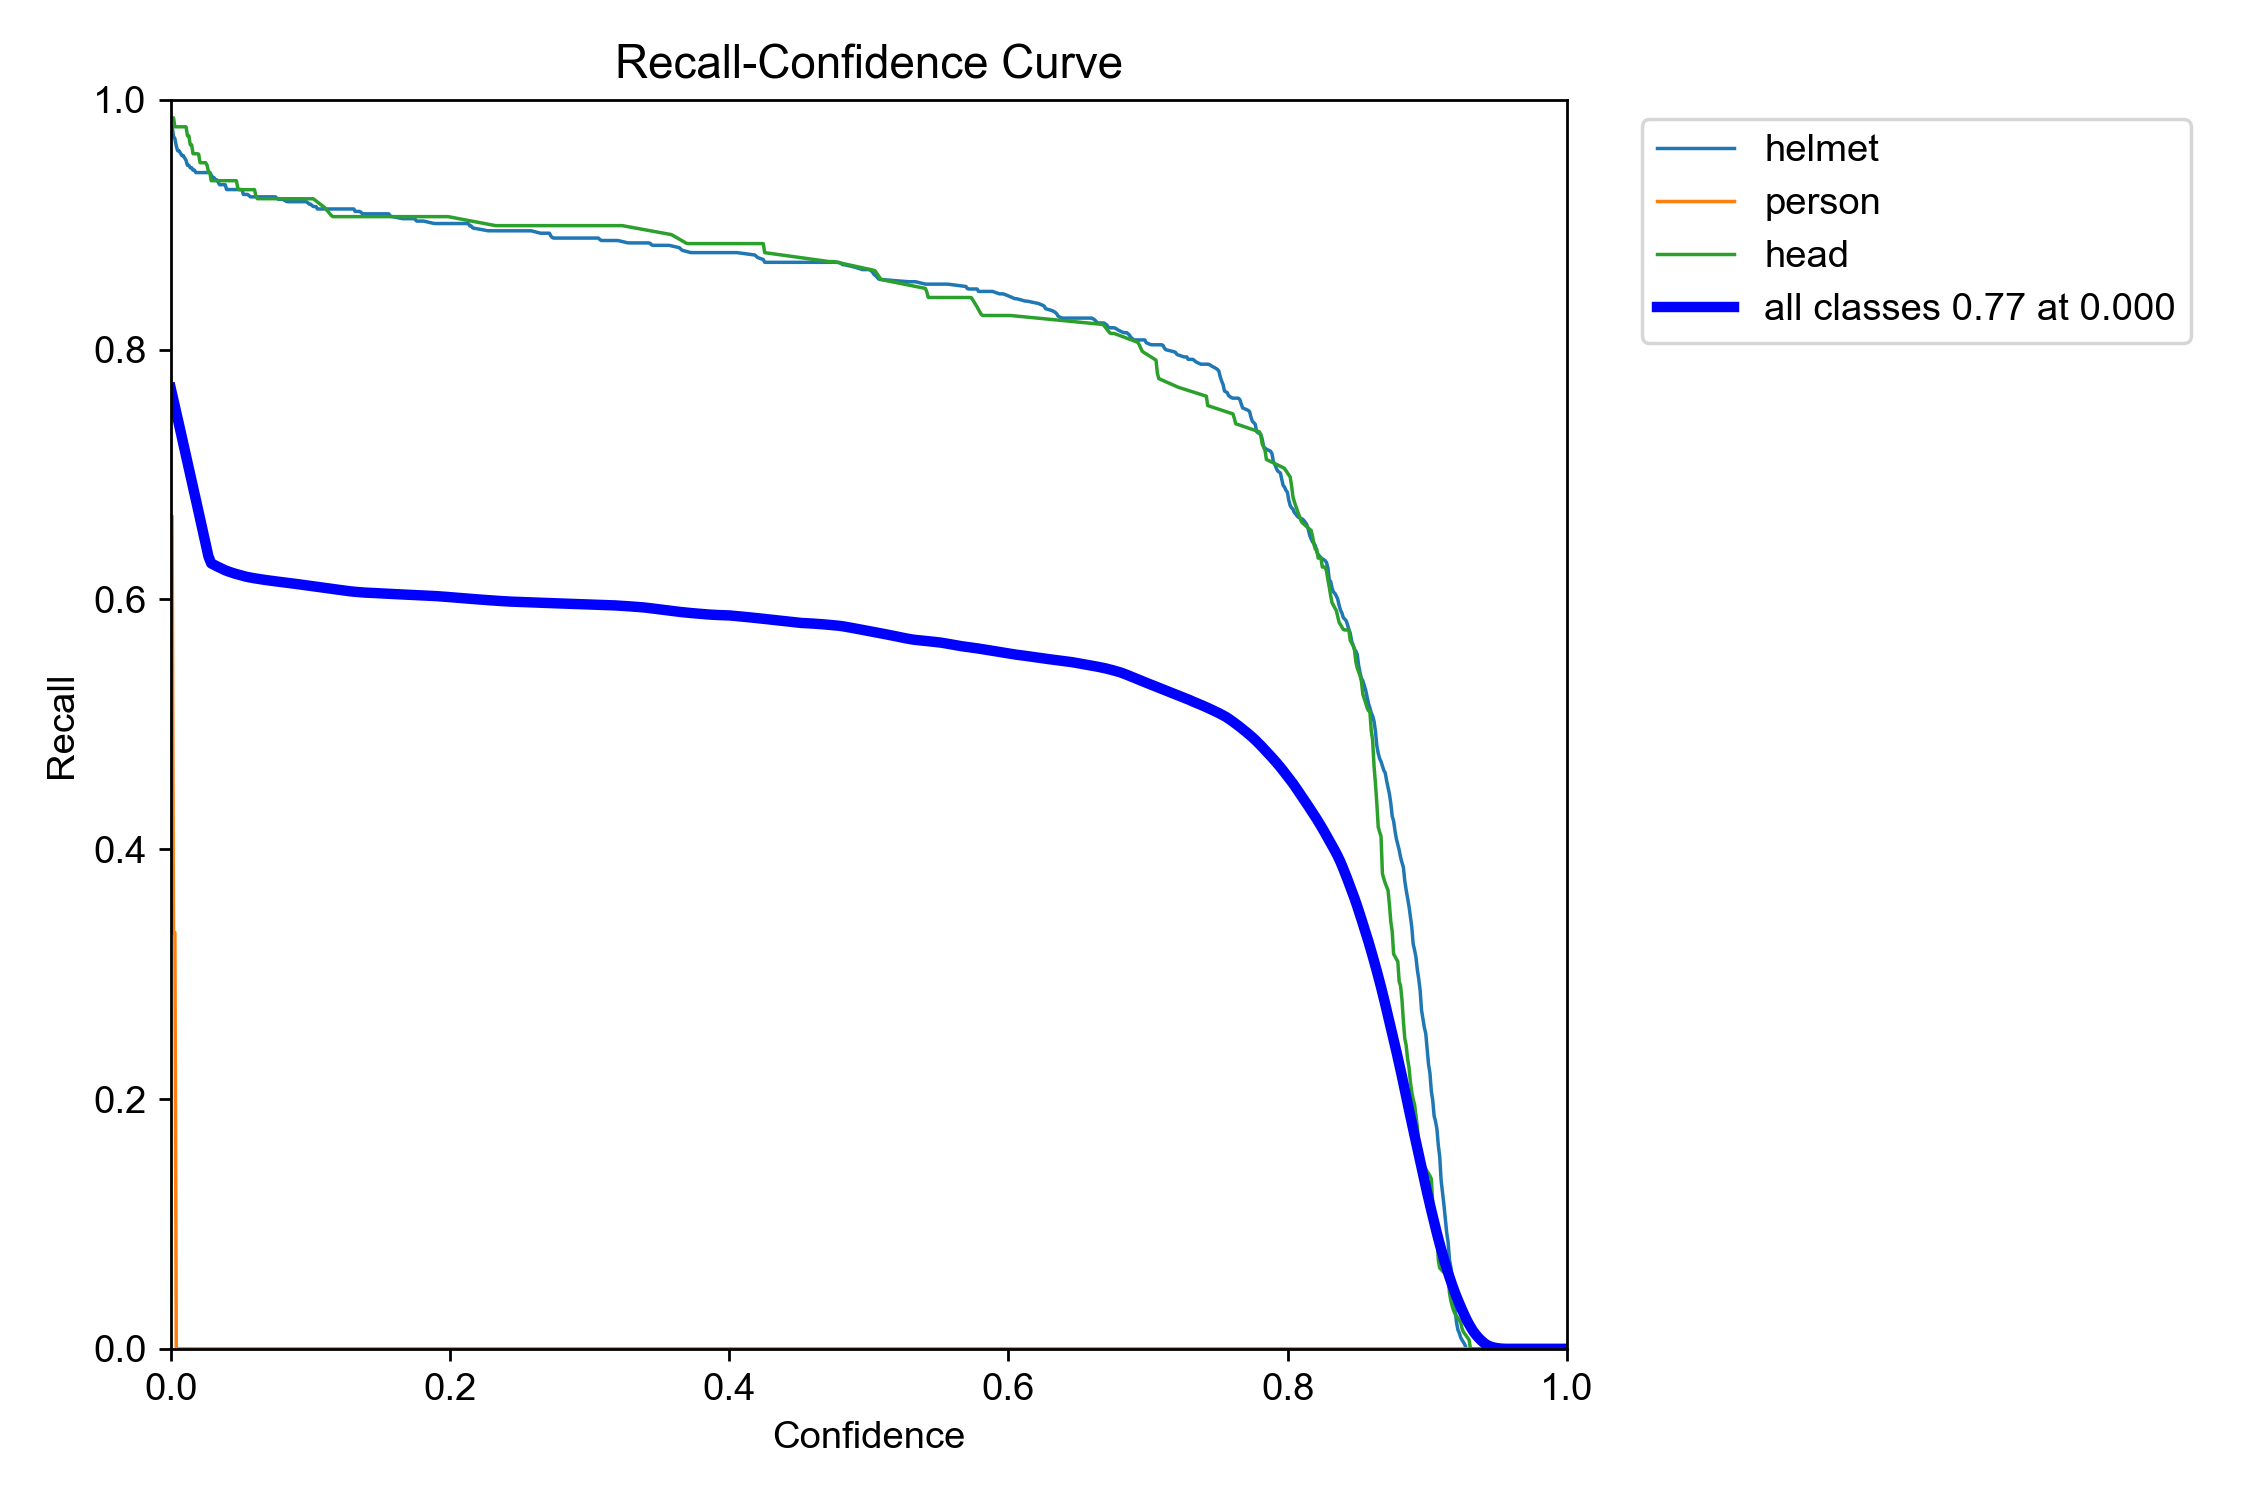 Recall-Confidence Curve
1.0
0.8
0.6
0.4
0.2
0.0
Recall
0.0 0.2 0.4 0.6 0.8 1.0
Confidence
helmet
person
head
all classes 0.77 at 0.000